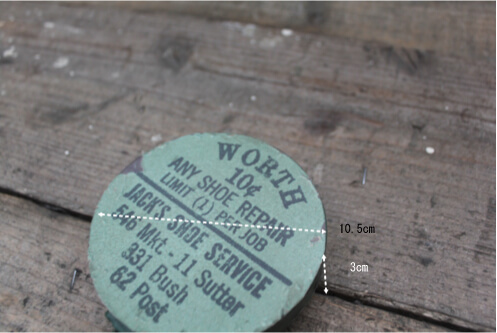 WORTH
10¢
ANY SHOE REPAIR
LIMIT (1) PER JOB
JACK'S SHOE SERVICE
646 Mkt. - 11 Sutter
331 Bush
62 Post
10.5cm
3cm